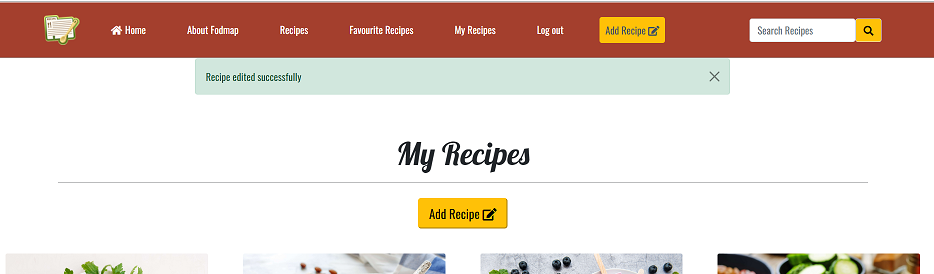 Home About Fodmap Recipes Favourite Recipes My Recipes Log out Add Recipe Search Recipes
Recipe edited successfully
My Recipes
Add Recipe